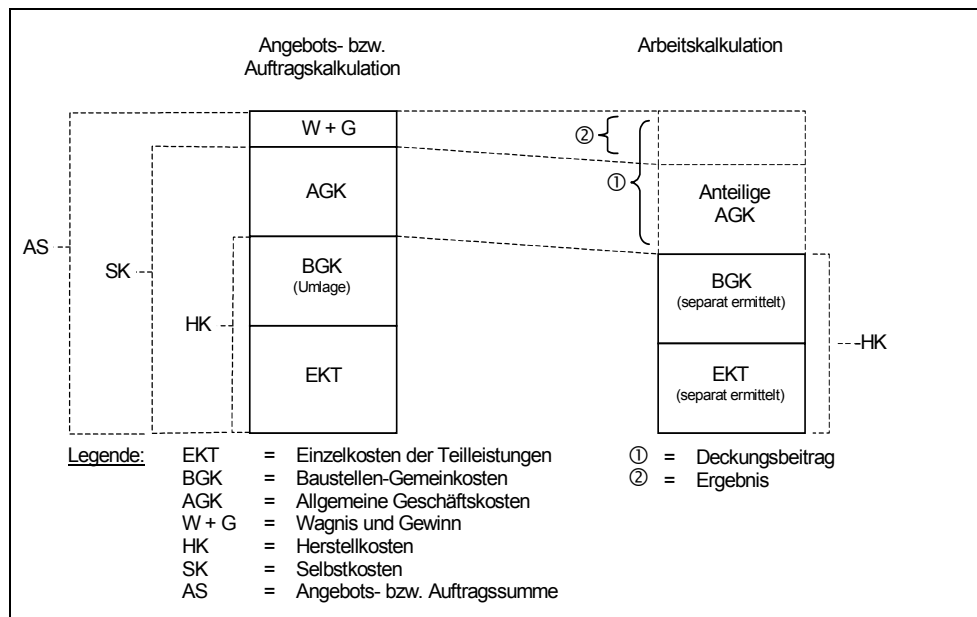 Angebots- bzw.
Auftragskalkulation
Arbeitskalkulation
W + G
②
AGK
①
Anteilige
AGK
AS
SK
BGK
(Umlage)
BGK
(separat ermittelt)
HK
HK
EKT
EKT
(separat ermittelt)
Legende:
EKT = Einzelkosten der Teilleistungen
BGK = Baustellen-Gemeinkosten
AGK = Allgemeine Geschäftskosten
W + G = Wagnis und Gewinn
HK = Herstellkosten
SK = Selbstkosten
AS = Angebots- bzw. Auftragssumme
① = Deckungsbeitrag
② = Ergebnis